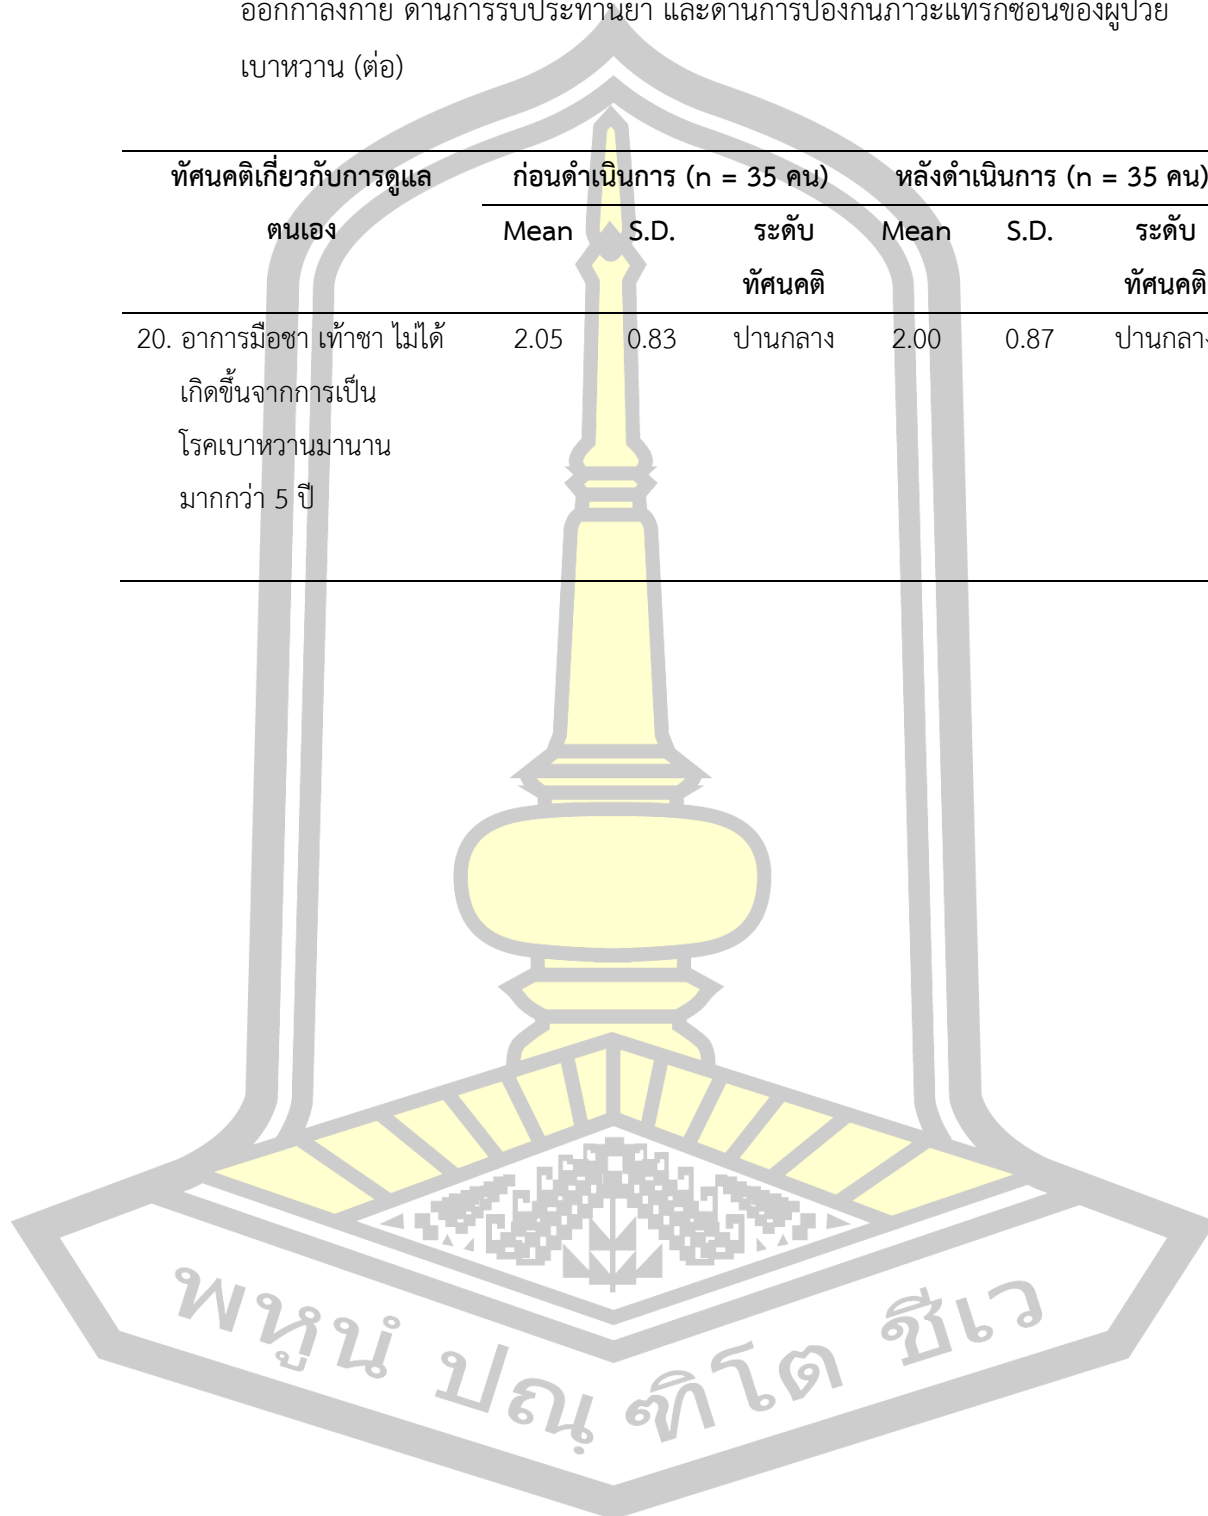 ออกกำลังกาย ด้านการรับประทานยา และด้านการป้องกันภาวะแทรกซ้อนของผู้ป่วย
เบาหวาน (ต่อ)
ทัศนคติเกี่ยวกับการดูแล ก่อนดำเนินการ (n = 35 คน) หลังดำเนินการ (n = 35 คน)
ตนเอง Mean S.D. ระดับ Mean S.D. ระดับ
ทัศนคติ ทัศนคติ
20. อาการมือชา เท้าชา ไม่ได้ 2.05 0.83 ปานกลาง 2.00 0.87 ปานกลาง
เกิดขึ้นจากการเป็น
โรคเบาหวานมานาน
มากกว่า 5 ปี
พหูนํ ปณฺฑิโต ชีเว